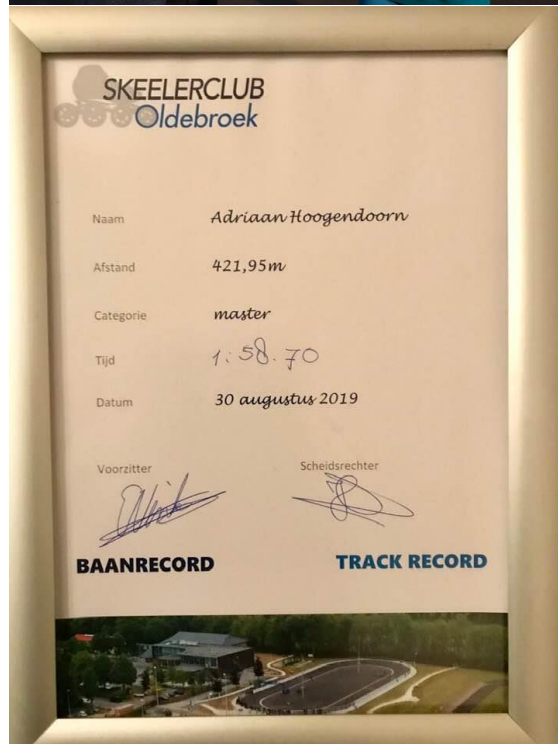 SKEELERCLUB
Oldebroek
Naam Adriaan Hoogendoorn
Afstand 421,95m
Categorie master
Tijd 1:58.70
Datum 30 augustus 2019
Voorzitter Scheidsrechter
BAANRECORD TRACK RECORD